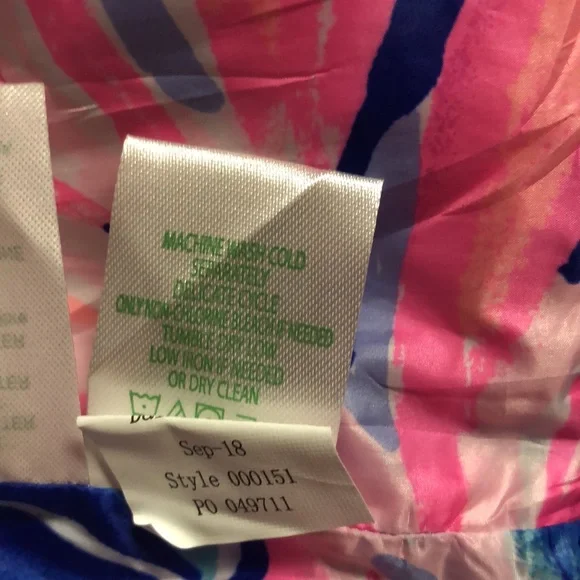 MACHINE WASH COLD
SEPARATELY
DELICATE CYCLE
ONLY NON-CHLORINE BLEACH IF NEEDED
TUMBLE DRY LOW
LOW IRON IF NEEDED
OR DRY CLEAN
Sep-18
Style 000151
PO 049711